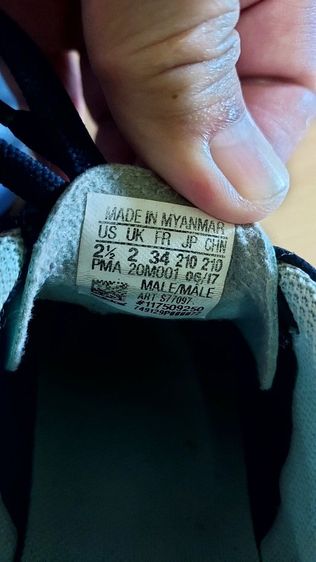 MADE IN MYANMAR
US UK FR JP CHN
2½ 2 34 210 210
PMA 20M001 06/17
MALE/MALE
ART S77097
#117509250